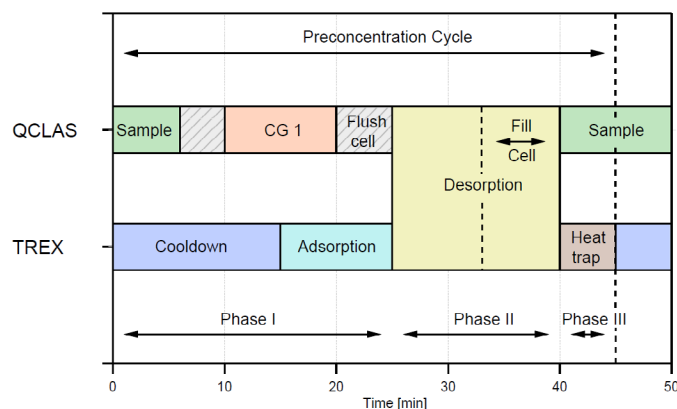 Preconcentration Cycle
QCLAS
Sample
CG 1
Flush
cell
Fill
Cell
Sample
Desorption
TREX
Cooldown
Adsorption
Heat
trap
Phase I
Phase II
Phase III
0
10
20
30
40
50
Time [min]